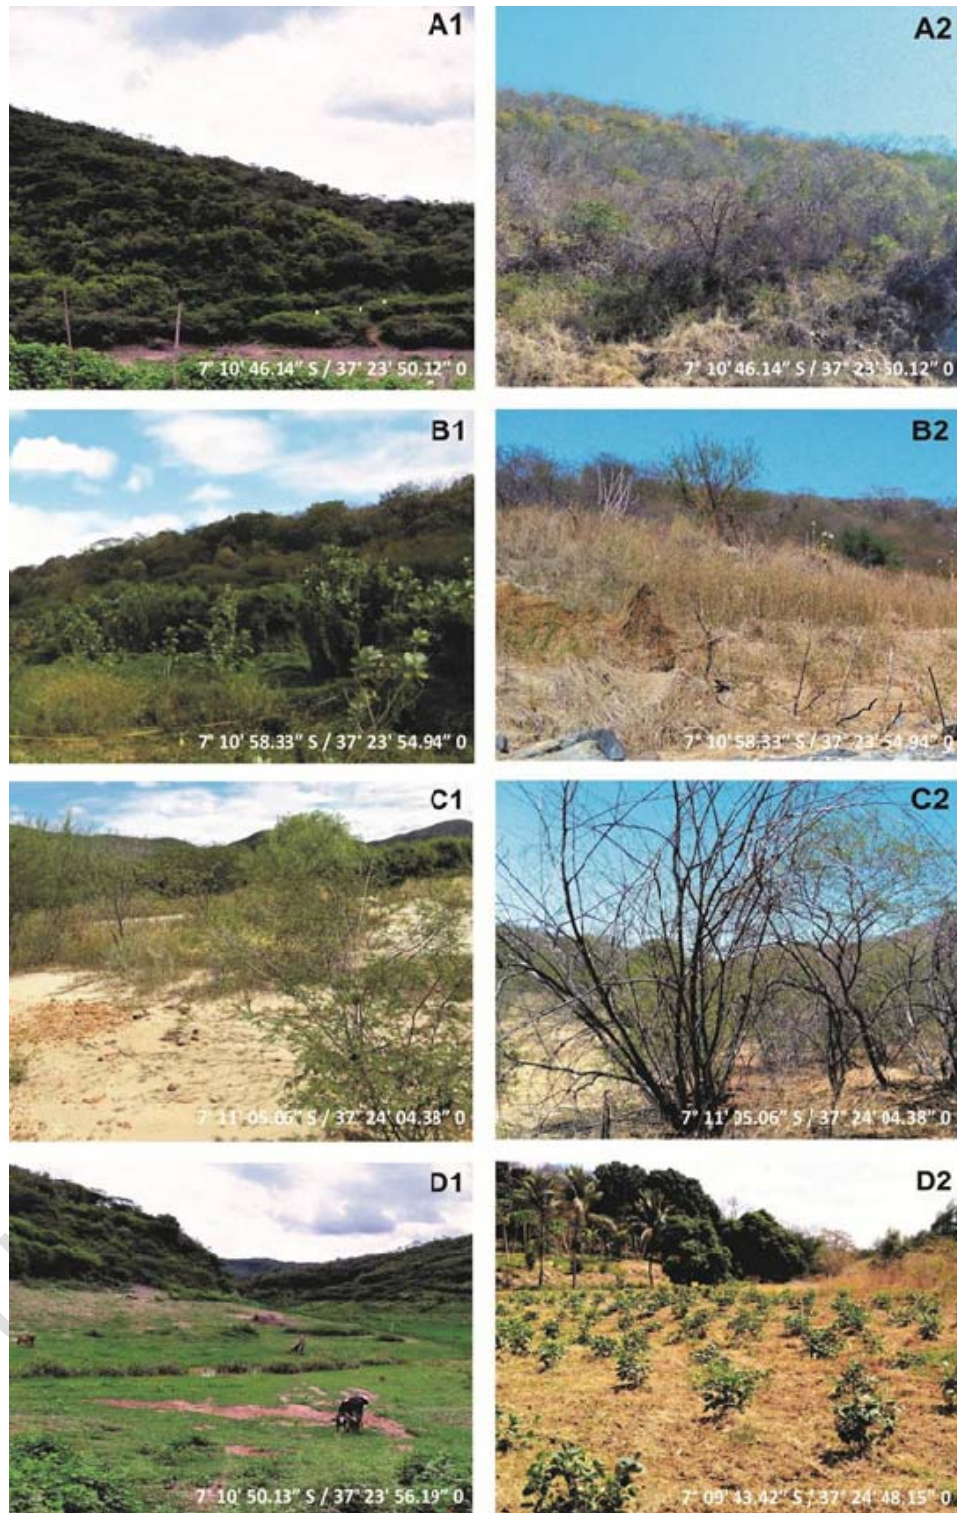 A1
A2
7° 10' 46.14" S / 37° 23' 50.12" O
7° 10' 46.14" S / 37° 23' 50.12" O
B1
B2
7° 10' 58.33" S / 37° 23' 54.94" O
7° 10' 58.33" S / 37° 23' 54.94" O
C1
C2
7° 11' 05.06" S / 37° 24' 04.38" O
7° 11' 05.06" S / 37° 24' 04.38" O
D1
D2
7° 10' 50.13" S / 37° 23' 56.19" O
7° 09' 43.42" S / 37° 24' 48.15" O